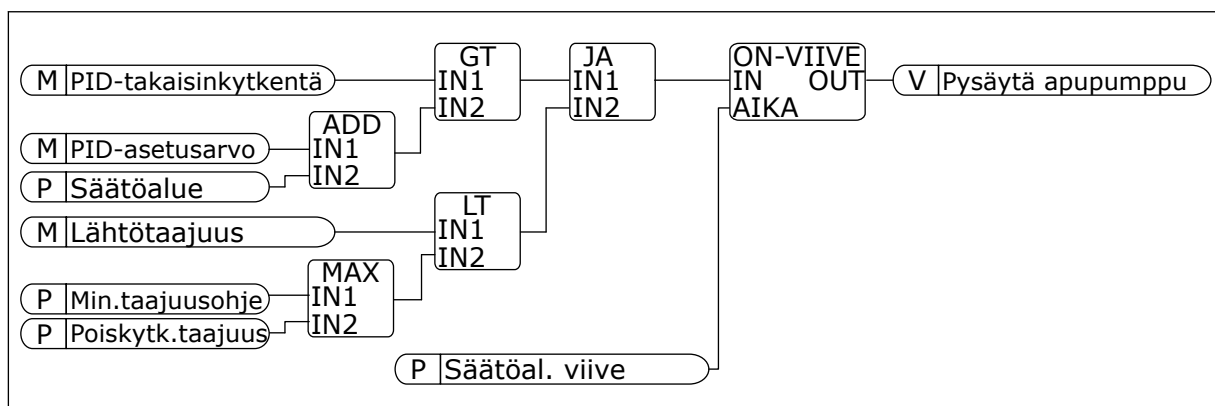 GT
JA
ON-VIIVE
M PID-takaisinkytkentä
IN1
IN1
IN OUT
V Pysäytä apupumppu
IN2
IN2
AIKA
ADD
M PID-asetusarvo
IN1
P Säätöalue
IN2
LT
M Lähtötaajuus
IN1
IN2
MAX
P Min.taajuusohje
IN1
P Poiskytk.taajuus
IN2
P Säätöal. viive